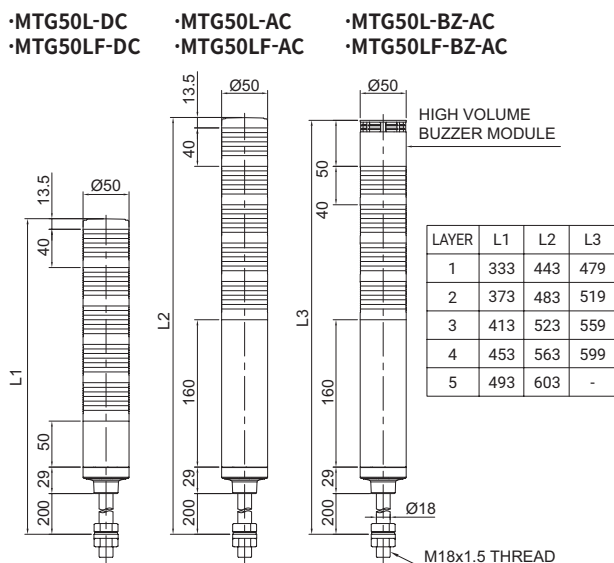 ·MTG50L-DC
·MTG50LF-DC
·MTG50L-AC
·MTG50LF-AC
·MTG50L-BZ-AC
·MTG50LF-BZ-AC
Ø50
13.5
40
L1
50
29
200
Ø50
13.5
40
L2
160
29
200
Ø50
HIGH VOLUME
BUZZER MODULE
50
40
L3
160
29
200
Ø18
M18x1.5 THREAD
LAYER L1 L2 L3
1 333 443 479
2 373 483 519
3 413 523 559
4 453 563 599
5 493 603 -